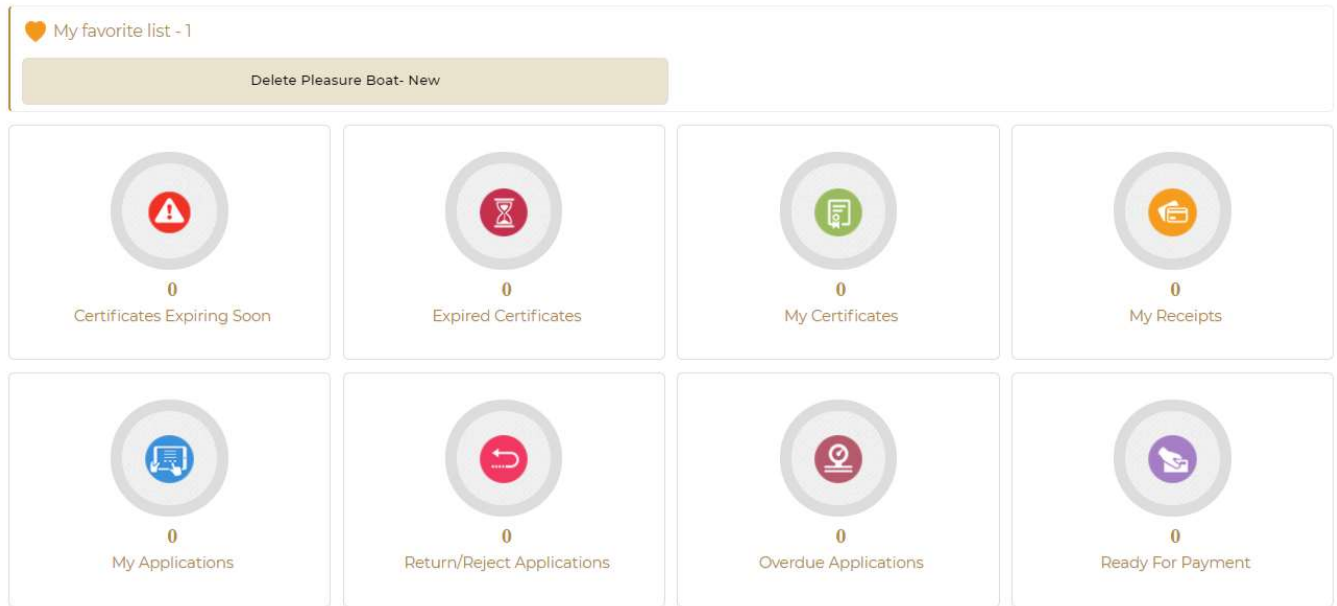 My favorite list - 1
Delete Pleasure Boat- New
0
Certificates Expiring Soon
0
Expired Certificates
0
My Certificates
0
My Receipts
0
My Applications
0
Return/Reject Applications
0
Overdue Applications
0
Ready For Payment